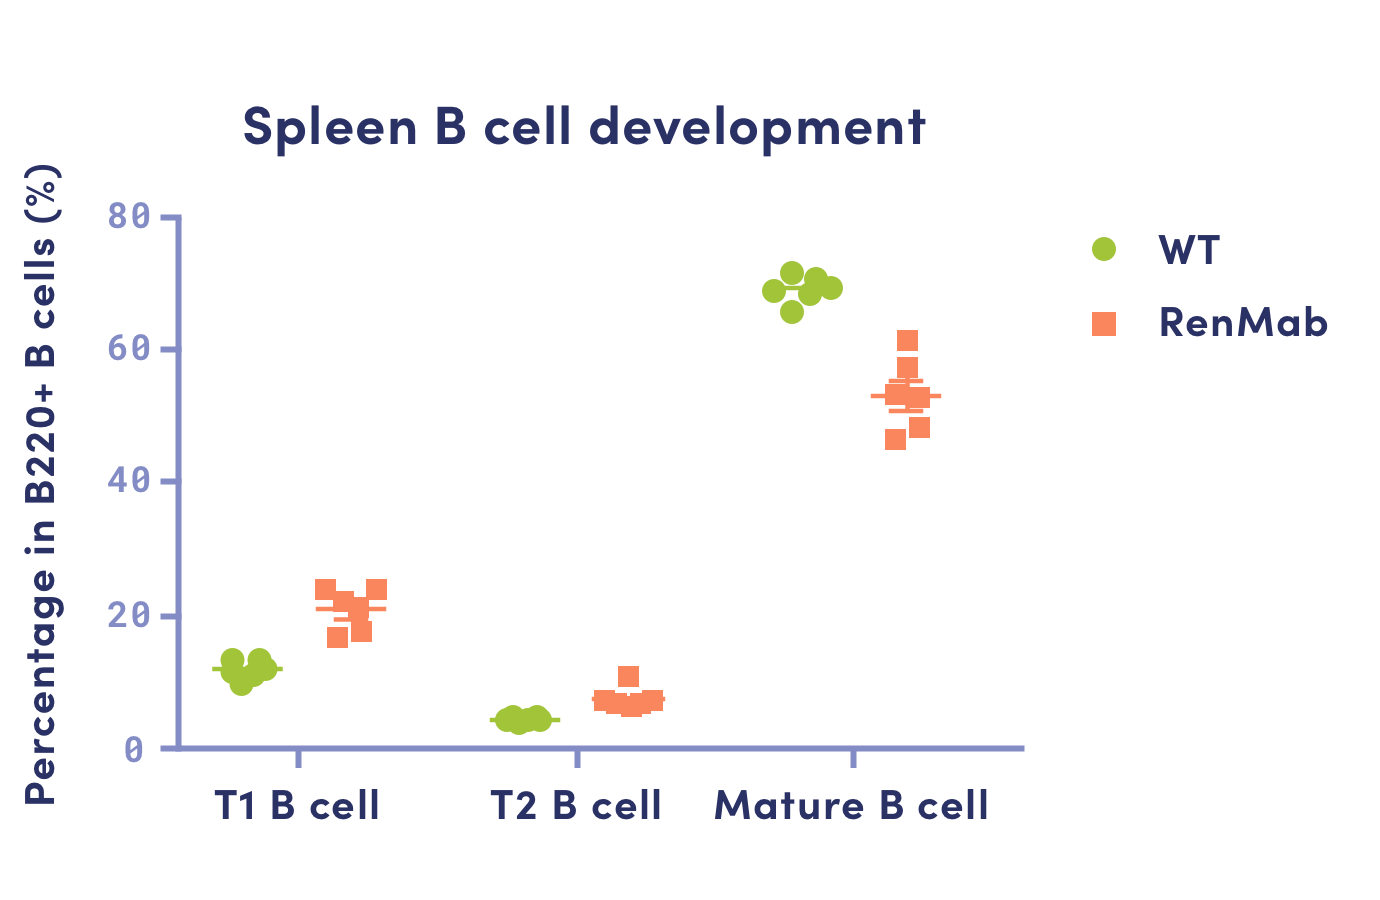 Spleen B cell development
Percentage in B220+ B cells (%)
80
60
40
20
0
T1 B cell
T2 B cell
Mature B cell
WT
RenMab